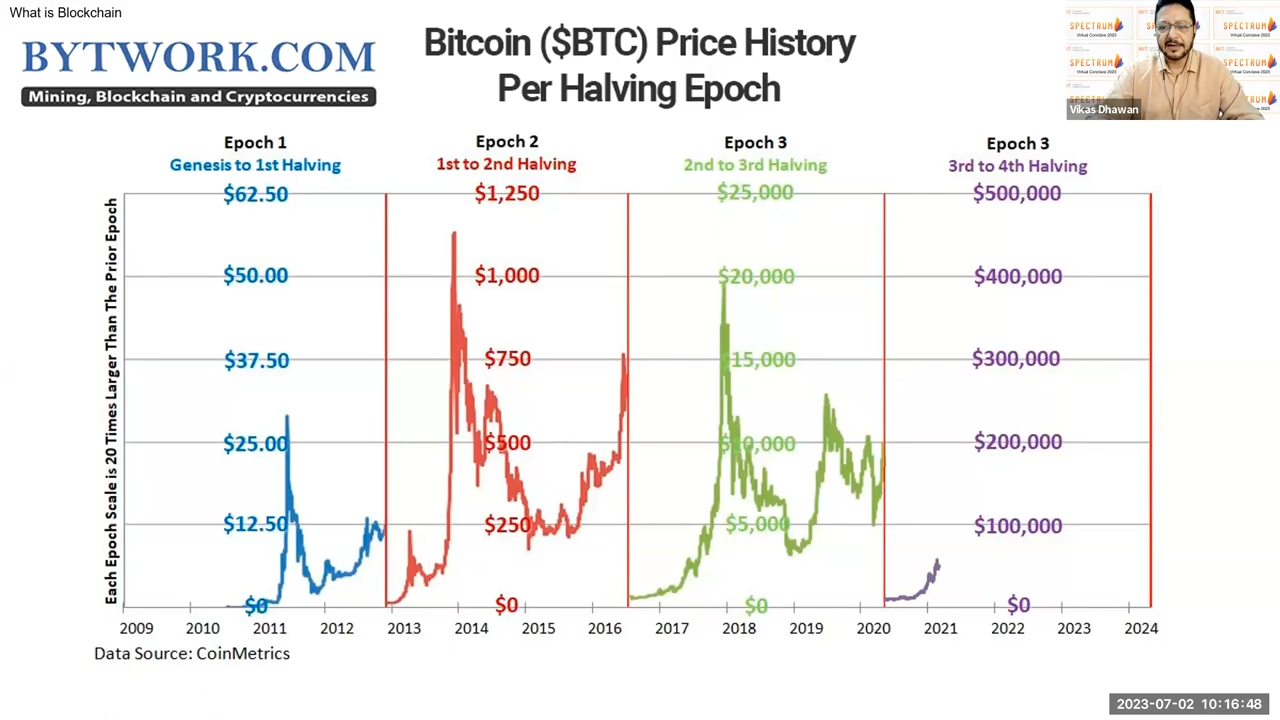 What is Blockchain
BYTWORK.COM
Mining, Blockchain and Cryptocurrencies
Bitcoin ($BTC) Price History
Per Halving Epoch
SPECTRUM
Virtual Conclave 2023
Vikas Dhawan
Epoch 1
Genesis to 1st Halving
Epoch 2
1st to 2nd Halving
Epoch 3
2nd to 3rd Halving
Epoch 3
3rd to 4th Halving
Each Epoch Scale is 20 Times Larger Than The Prior Epoch
$62.50 $1,250 $25,000 $500,000
$50.00 $1,000 $20,000 $400,000
$37.50 $750 $15,000 $300,000
$25.00 $500 $10,000 $200,000
$12.50 $250 $5,000 $100,000
$0 $0 $0 $0
2009 2010 2011 2012 2013 2014 2015 2016 2017 2018 2019 2020 2021 2022 2023 2024
Data Source: CoinMetrics
2023-07-02 10:16:48